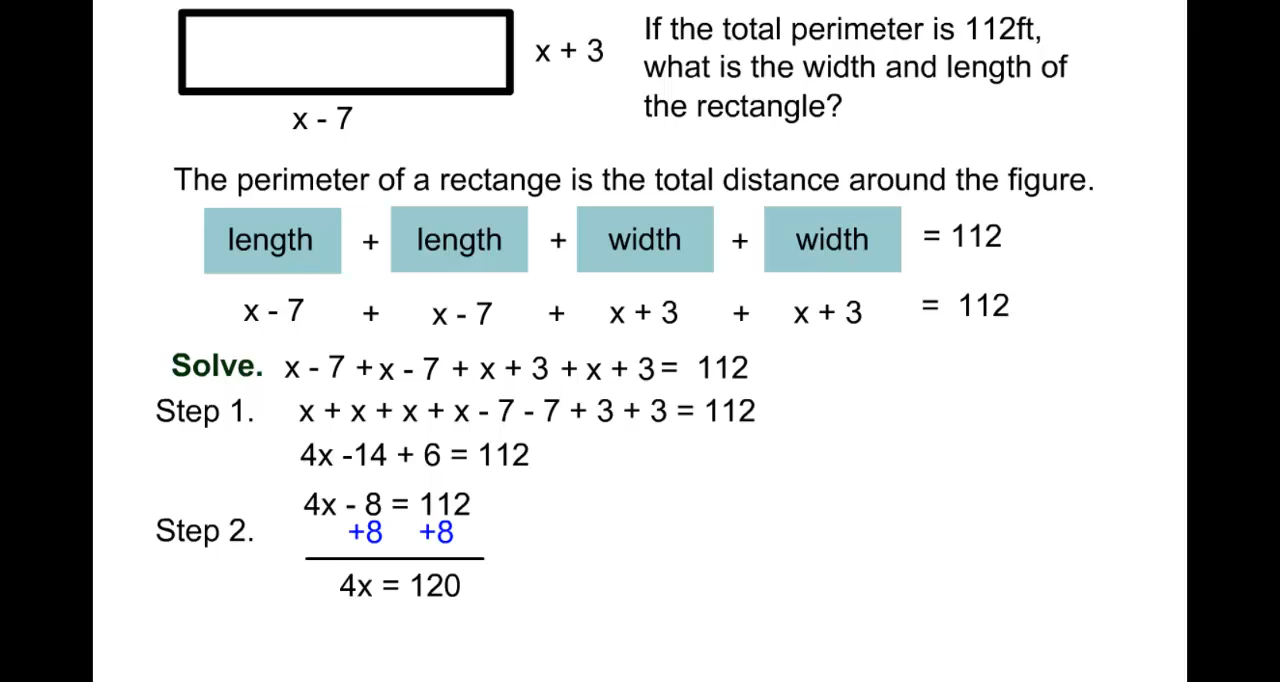 If the total perimeter is 112ft,
x + 3
what is the width and length of
the rectangle?
x - 7
The perimeter of a rectange is the total distance around the figure.
length + length + width + width = 112
x - 7 + x - 7 + x + 3 + x + 3 = 112
Solve. x - 7 + x - 7 + x + 3 + x + 3 = 112
Step 1. x + x + x + x - 7 - 7 + 3 + 3 = 112
4x -14 + 6 = 112
4x - 8 = 112
Step 2. +8 +8
4x = 120